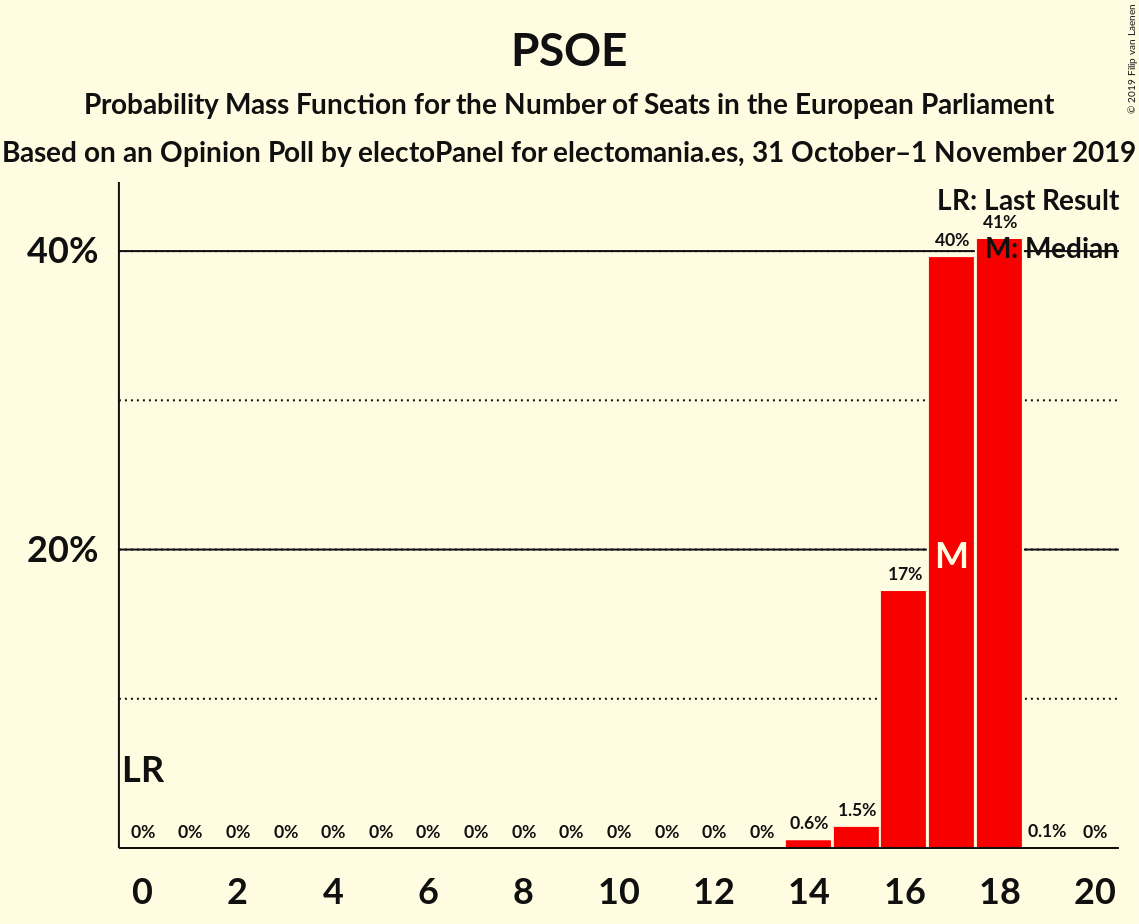 PSOE
Probability Mass Function for the Number of Seats in the European Parliament
Based on an Opinion Poll by electoPanel for electomania.es, 31 October–1 November 2019
© 2019 Filip van Laenen
LR: Last Result
M: Median
40%
20%
LR
M
0% 0% 0% 0% 0% 0% 0% 0% 0% 0% 0% 0% 0% 0% 0.6% 1.5% 17% 40% 41% 0.1% 0%
0 2 4 6 8 10 12 14 16 18 20